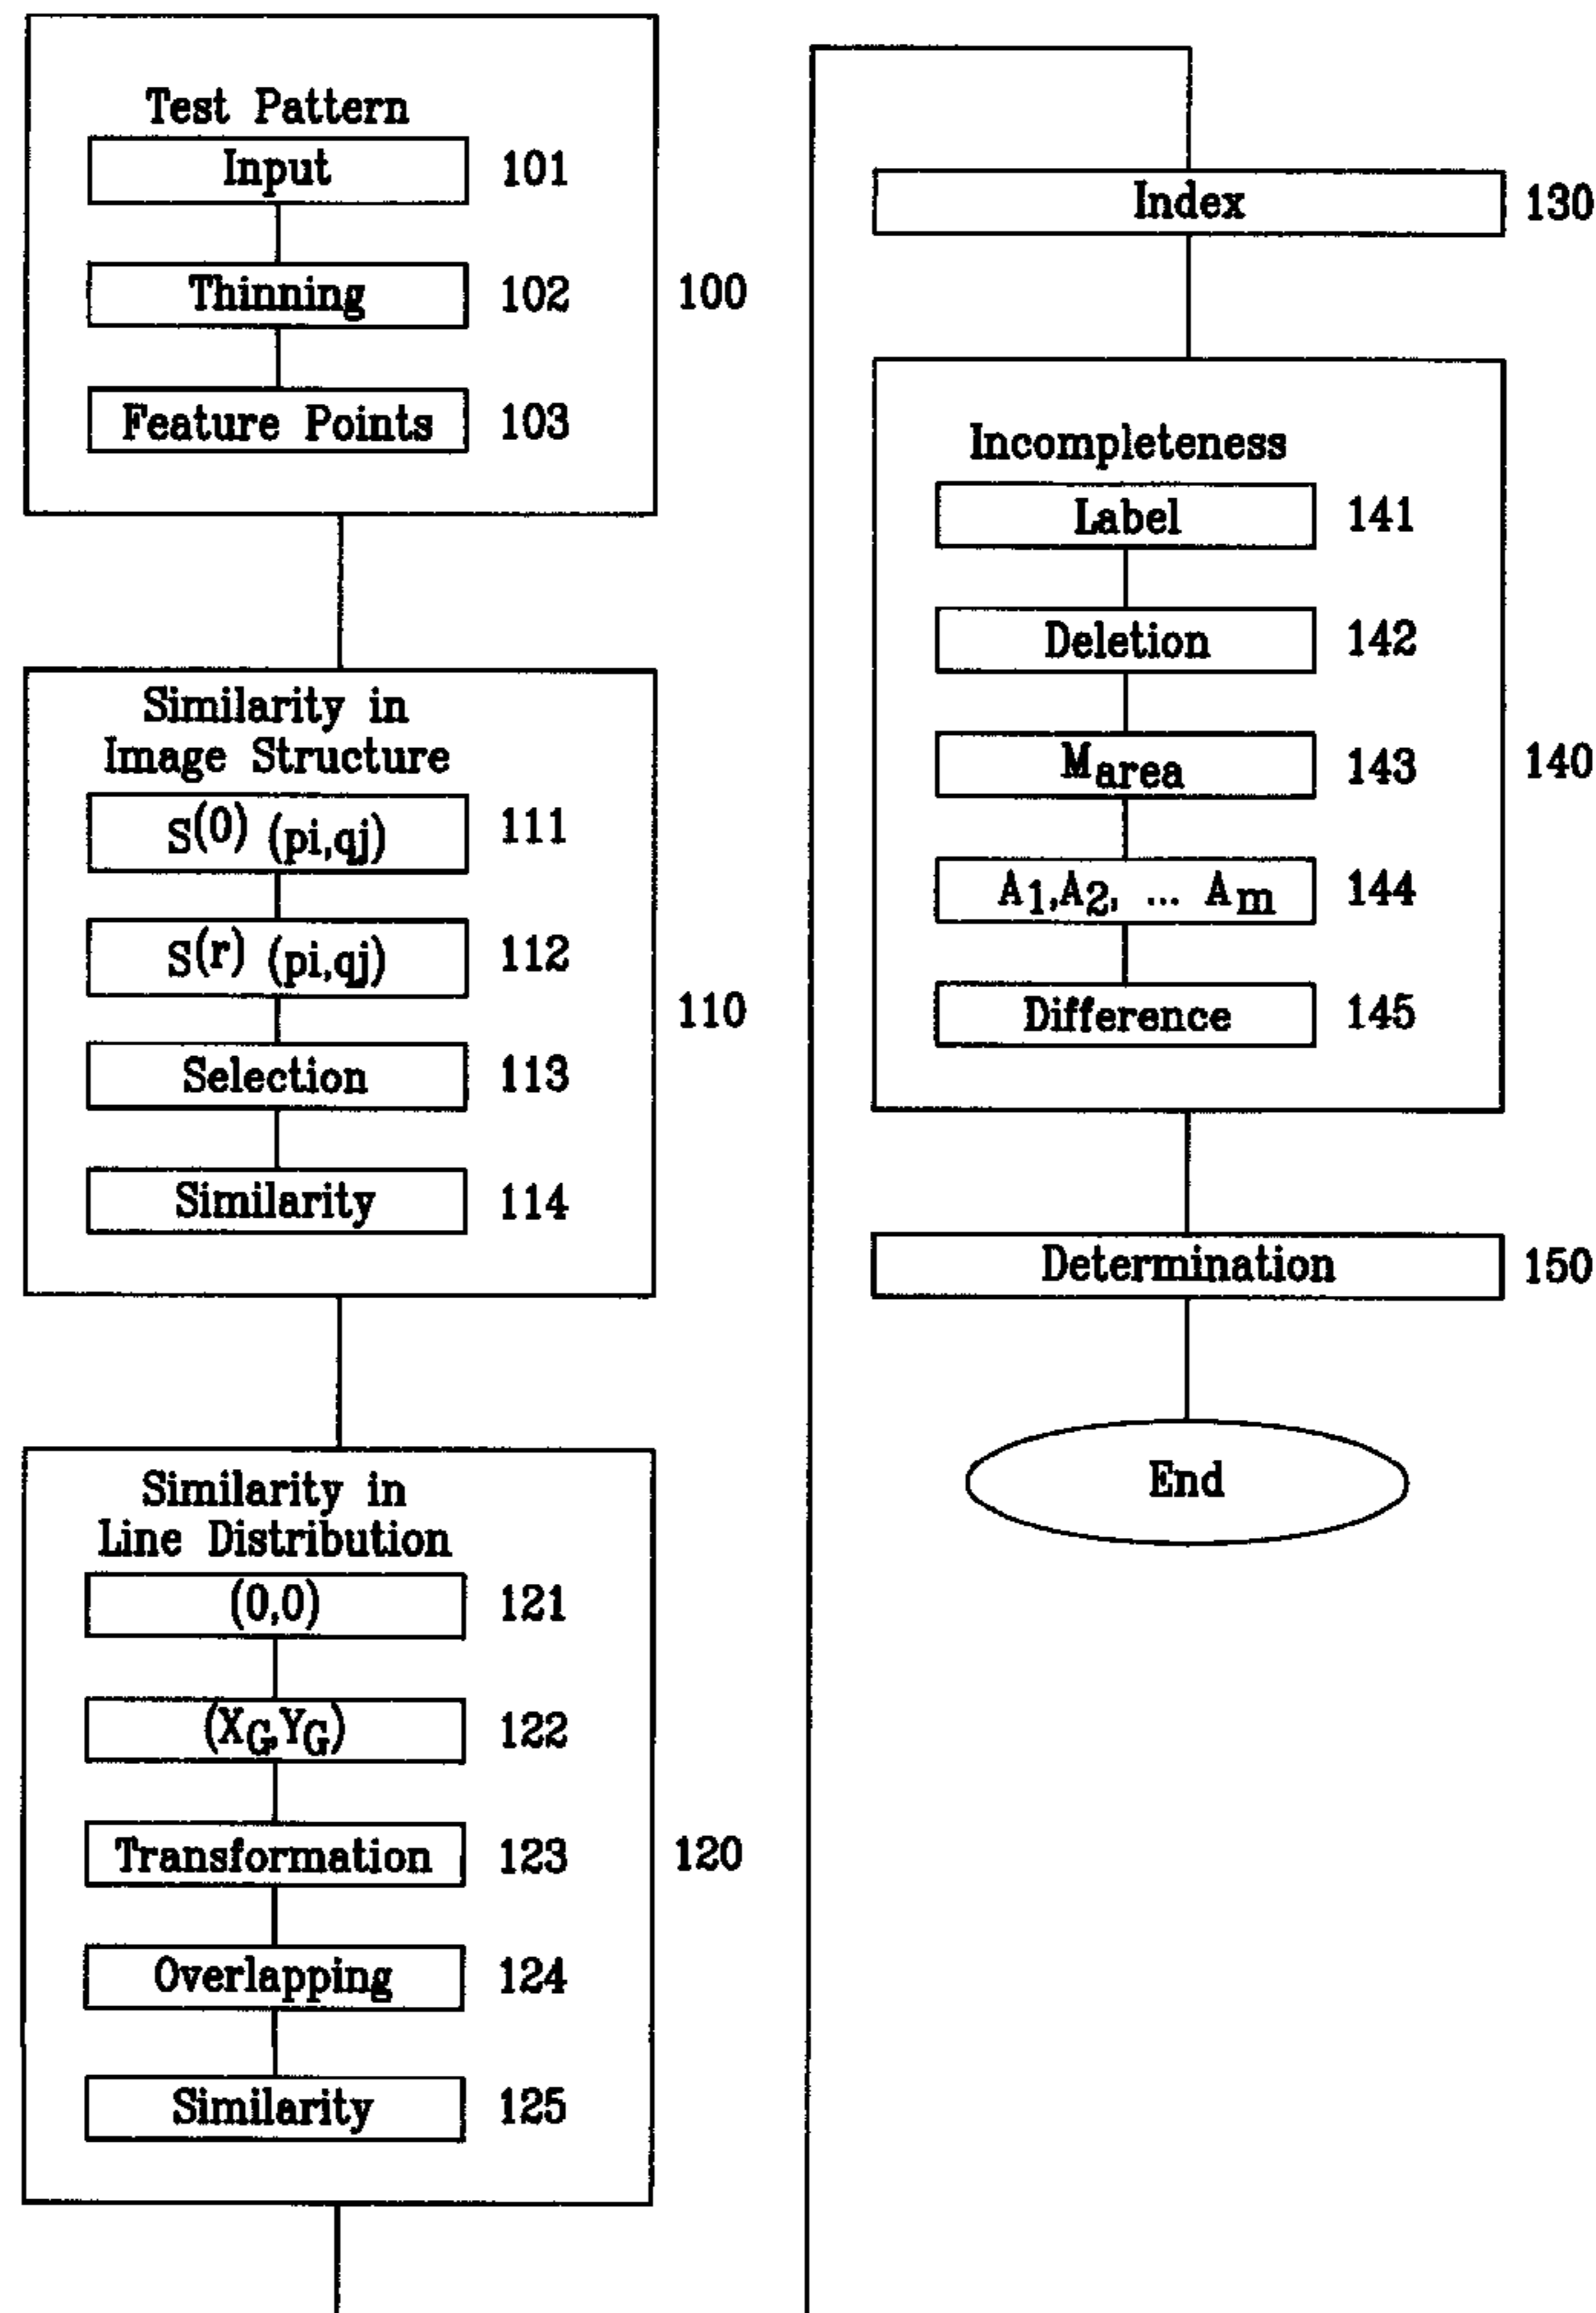 Test Pattern
Input 101
Thinning 102
100
Feature Points 103
Similarity in
Image Structure
S(0) (pi,qj) 111
S(r) (pi,qj) 112
110
Selection 113
Similarity 114
Similarity in
Line Distribution
(0,0) 121
(XG,YG) 122
Transformation 123
120
Overlapping 124
Similarity 125
Index 130
Incompleteness
Label 141
Deletion 142
Marea 143
140
A1,A2, ... Am 144
Difference 145
Determination 150
End